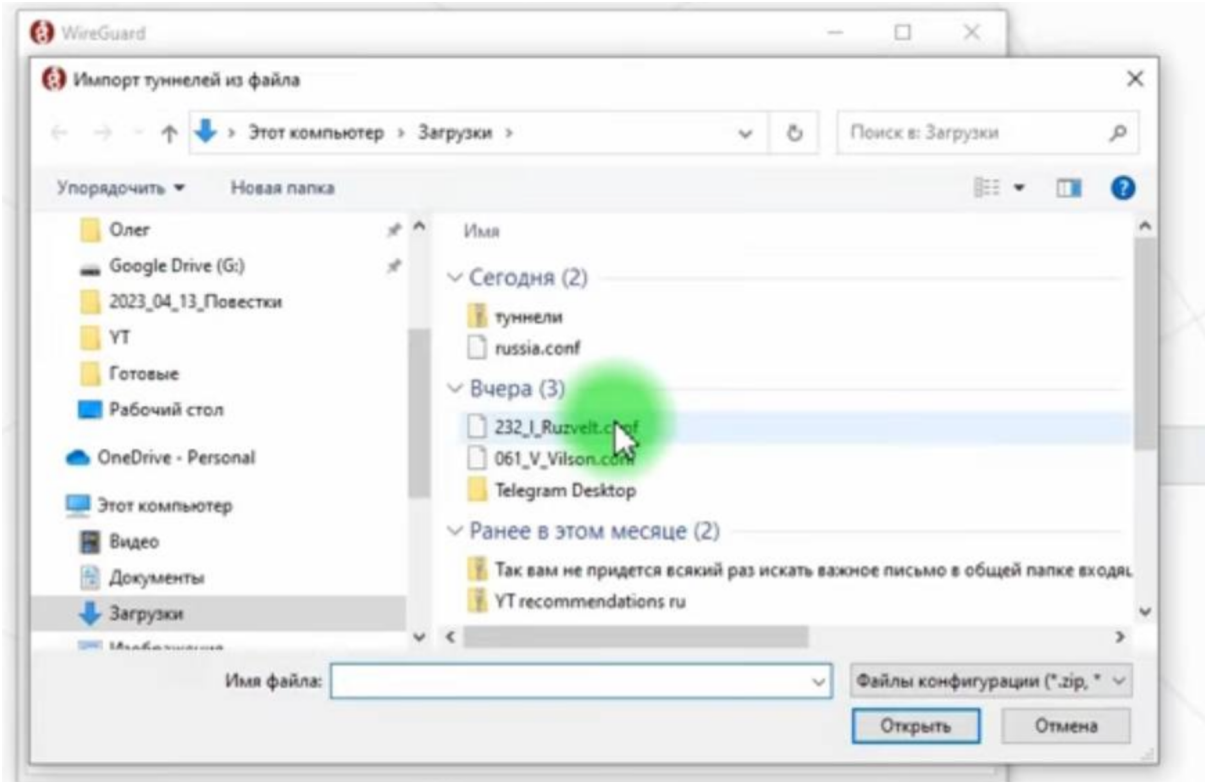 WireGuard
Импорт туннелей из файла
Этот компьютер › Загрузки ›
Поиск в: Загрузки
Упорядочить
Новая папка
Олег
Google Drive (G:)
2023_04_13_Повестки
YT
Готовые
Рабочий стол
OneDrive - Personal
Этот компьютер
Видео
Документы
Загрузки
Изображения
Имя
Сегодня (2)
туннели
russia.conf
Вчера (3)
232_I_Ruzvelt.conf
061_V_Vilson.conf
Telegram Desktop
Ранее в этом месяце (2)
Так вам не придется всякий раз искать важное письмо в общей папке входящ
YT recommendations ru
Имя файла:
Файлы конфигурации (*.zip, *
Открыть
Отмена